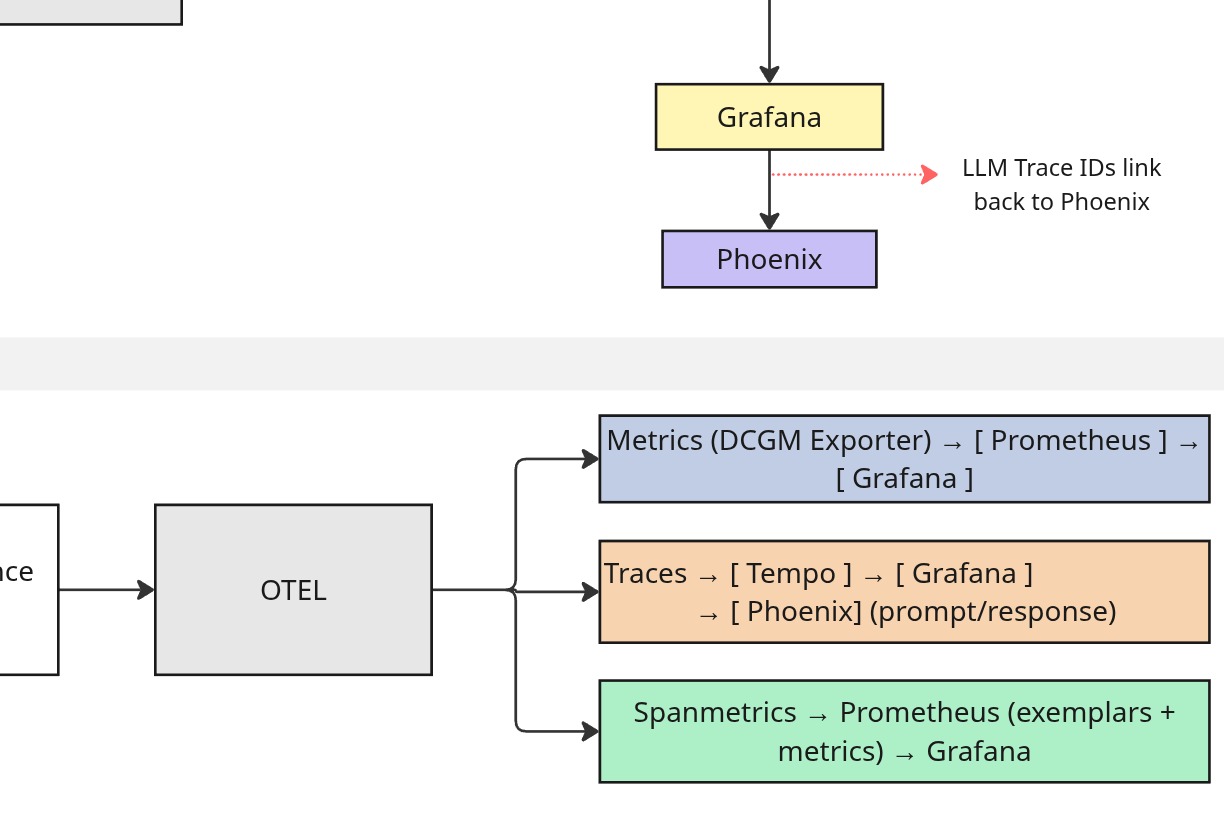 Grafana
LLM Trace IDs link
back to Phoenix
Phoenix
Metrics (DCGM Exporter) → [ Prometheus ] →
[ Grafana ]
OTEL
Traces → [ Tempo ] → [ Grafana ]
→ [ Phoenix] (prompt/response)
Spanmetrics → Prometheus (exemplars +
metrics) → Grafana